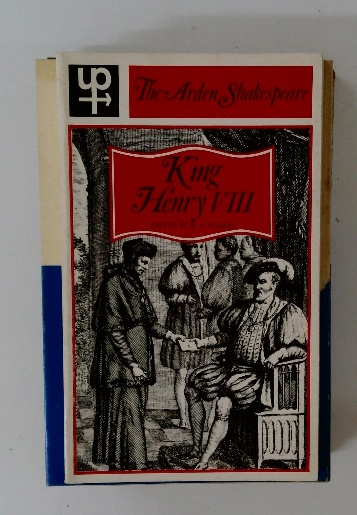 up
The Arden Shakespeare
King
Henry VIII